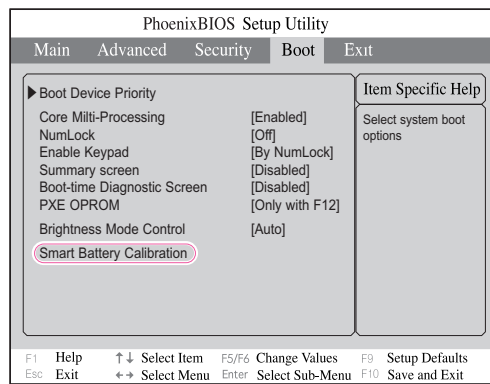 PhoenixBIOS Setup Utility
Main Advanced Security Boot Exit
Boot Device Priority
Core Milti-Processing [Enabled]
NumLock [Off]
Enable Keypad [By NumLock]
Summary screen [Disabled]
Boot-time Diagnostic Screen [Disabled]
PXE OPROM [Only with F12]
Brightness Mode Control [Auto]
Smart Battery Calibration
Item Specific Help
Select system boot
options
F1 Help ↑↓ Select Item F5/F6 Change Values F9 Setup Defaults
Esc Exit ←→ Select Menu Enter Select Sub-Menu F10 Save and Exit